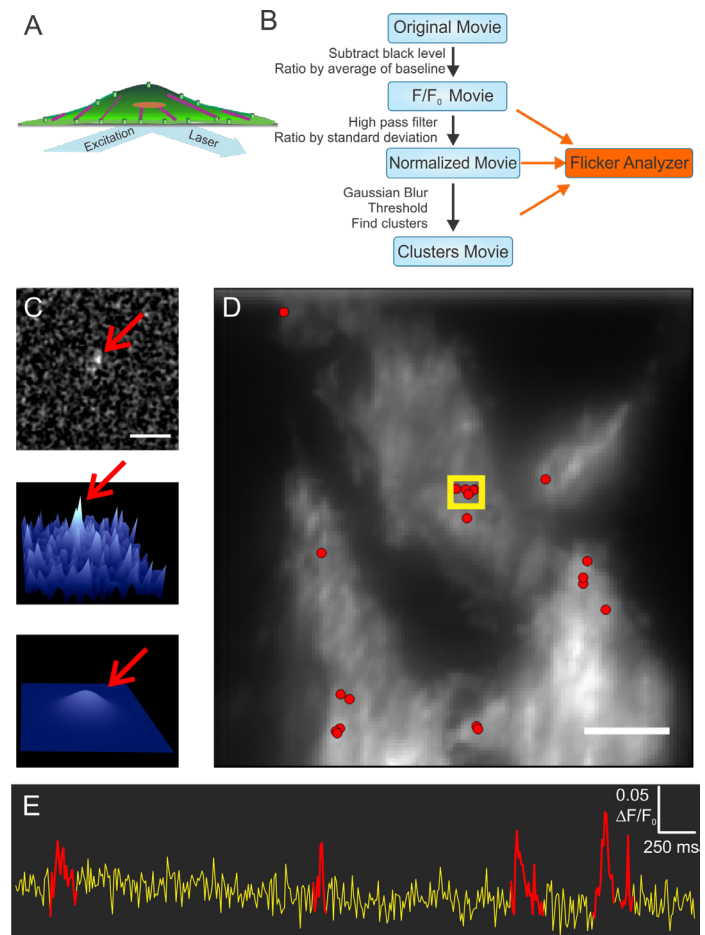 A
B
Original Movie
Subtract black level
Ratio by average of baseline
F/F₀ Movie
High pass filter
Ratio by standard deviation
Normalized Movie
Flicker Analyzer
Gaussian Blur
Threshold
Find clusters
Clusters Movie
Excitation
Laser
C
D
E
0.05
ΔF/F₀
250 ms